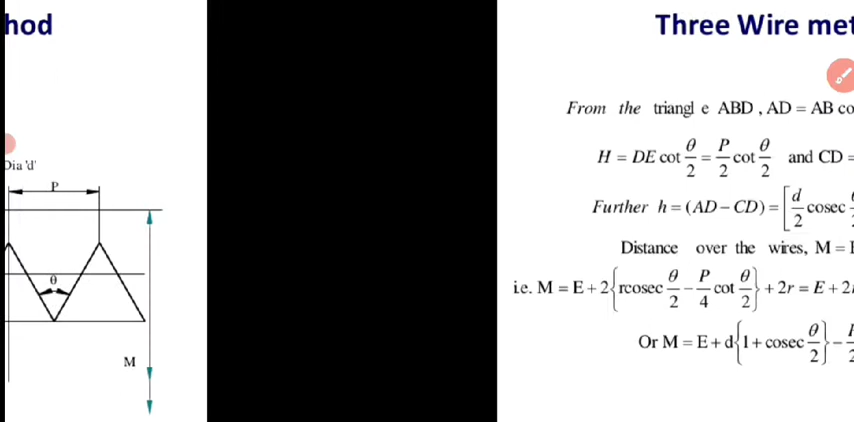 hod
Dia 'd'
P
θ
M
Three Wire met
From the triangl e ABD , AD = AB co
H = DE cot θ/2 = P/2 cot θ/2 and CD =
Further h = (AD – CD) = [d/2 cosec
Distance over the wires, M =
i.e. M = E + 2{rcosec θ/2 – P/4 cot θ/2} + 2r = E + 2
Or M = E + d{1 + cosec θ/2} –